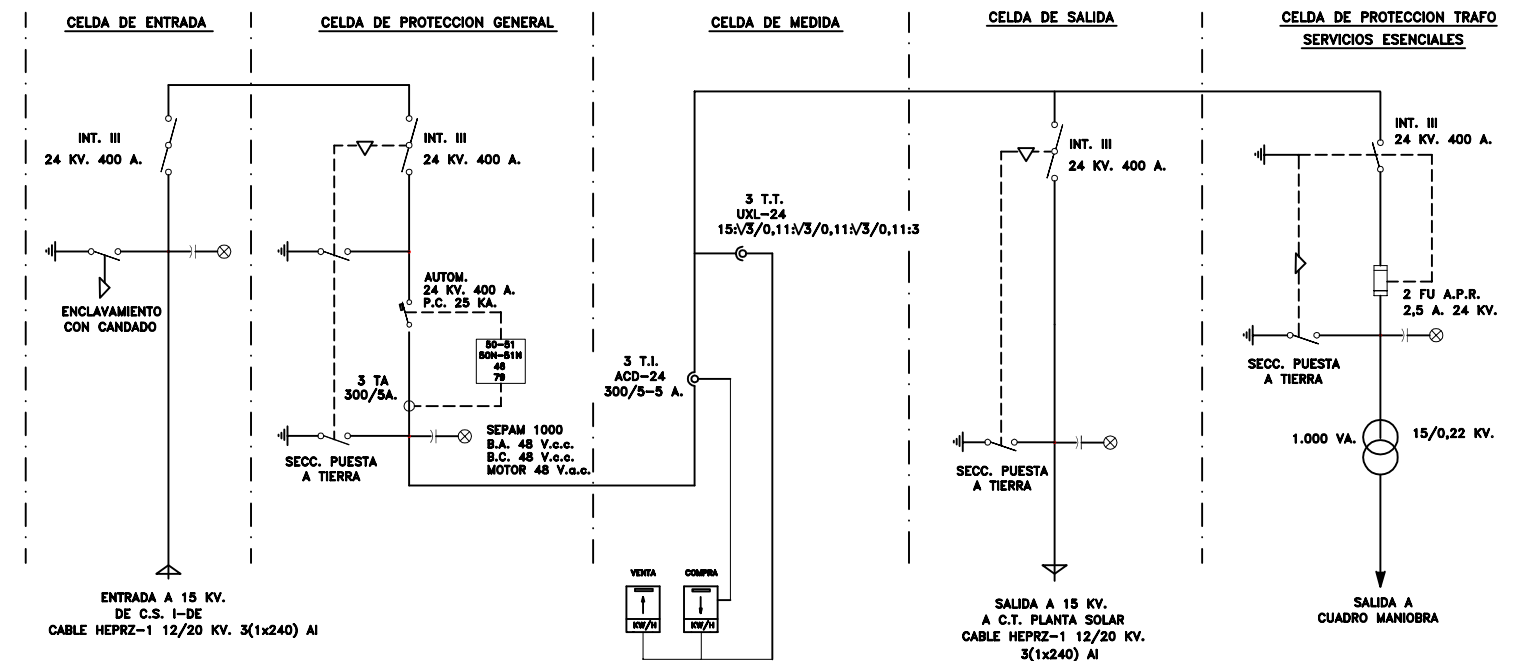 CELDA DE ENTRADA
INT. III
24 KV. 400 A.
ENCLAVAMIENTO
CON CANDADO
ENTRADA A 15 KV.
DE C.S. I-DE
CABLE HEPRZ-1 12/20 KV. 3(1x240) Al
CELDA DE PROTECCION GENERAL
INT. III
24 KV. 400 A.
AUTOM.
24 KV. 400 A.
P.C. 25 KA.
50-51
50N-51N
79
3 TA
300/5A.
SEPAM 1000
B.A. 48 V.c.c.
B.C. 48 V.c.c.
MOTOR 48 V.a.c.
SECC. PUESTA
A TIERRA
CELDA DE MEDIDA
3 T.T.
UXL-24
15:√3/0,11:√3/0,11:√3/0,11:3
3 T.I.
ACD-24
300/5-5 A.
VENTA
KW/H
COMPRA
KW/H
CELDA DE SALIDA
INT. III
24 KV. 400 A.
SECC. PUESTA
A TIERRA
SALIDA A 15 KV.
A C.T. PLANTA SOLAR
CABLE HEPRZ-1 12/20 KV.
3(1x240) Al
CELDA DE PROTECCION TRAFO
SERVICIOS ESENCIALES
INT. III
24 KV. 400 A.
2 FU A.P.R.
2,5 A. 24 KV.
SECC. PUESTA
A TIERRA
1.000 VA.
15/0,22 KV.
SALIDA A
CUADRO MANIOBRA